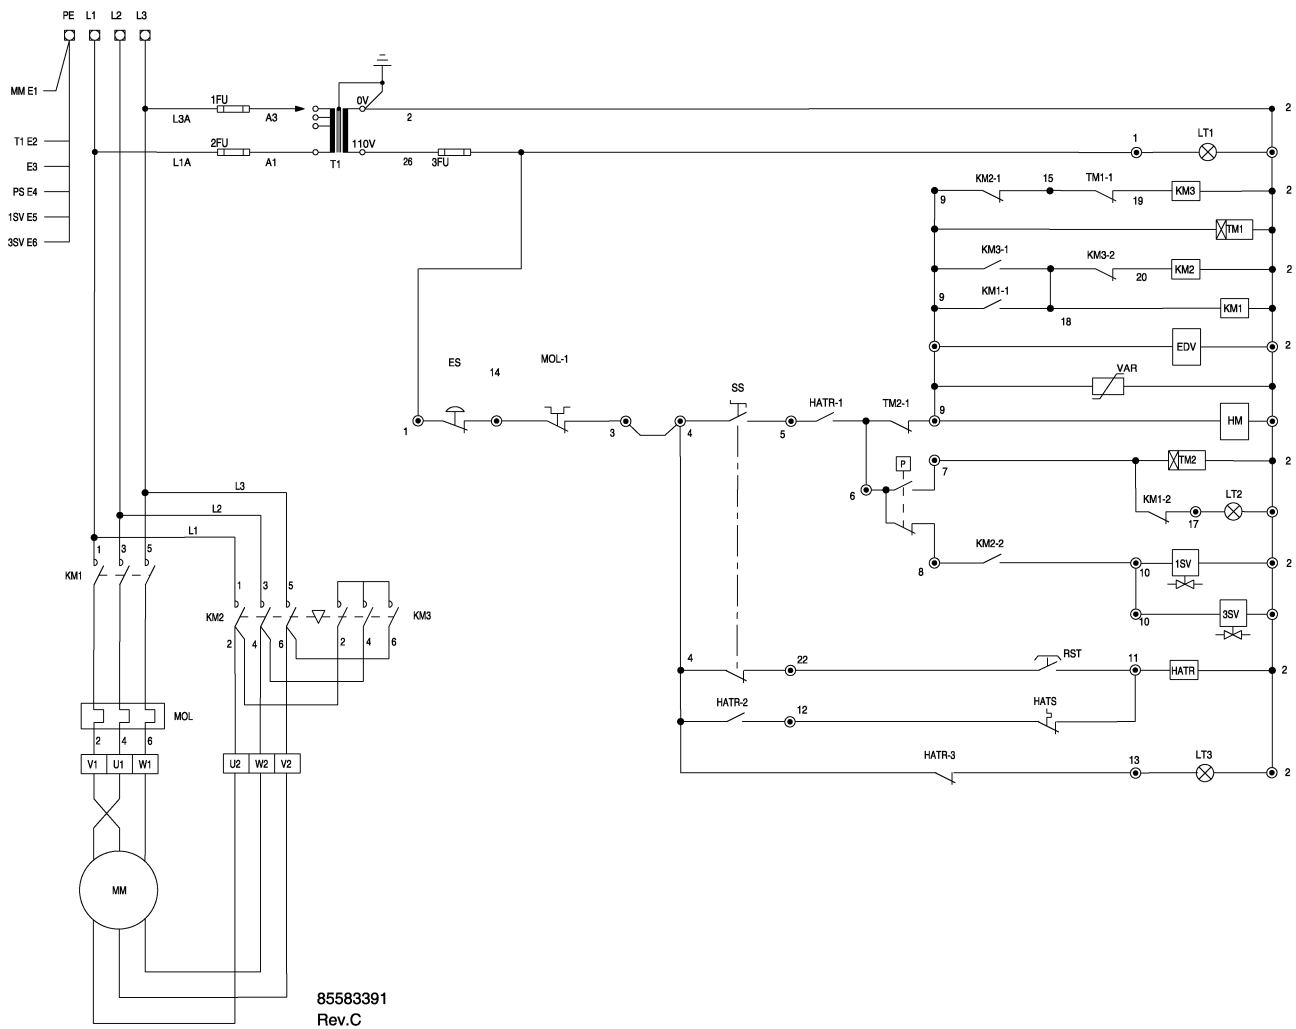 PE L1 L2 L3
MM E1
1FU
0V
L3A A3 2 2
T1 E2
2FU 110V 1 LT1
L1A A1 T1 26 3FU
E3
KM2-1 15 TM1-1
PS E4 9 19 KM3 2
1SV E5
TM1
3SV E6
KM3-1 KM3-2
20 KM2 2
9 KM1-1
18 KM1
EDV 2
ES 14 MOL-1
VAR
SS
HATR-1 TM2-1 9
1 3 4 5 HM
P 7 TM2 2
L3 6 KM1-2 LT2
L2 17
L1
KM2-2
1 3 5
KM1 8 10 1SV 2
1 3 5
KM2 KM3
2 4 6 2 4 6 10 3SV
4 22 RST 11 HATR 2
HATR-2 12 HATS
MOL
2 4 6
V1 U1 W1 U2 W2 V2
HATR-3 13 LT3
2
MM
85583391
Rev.C